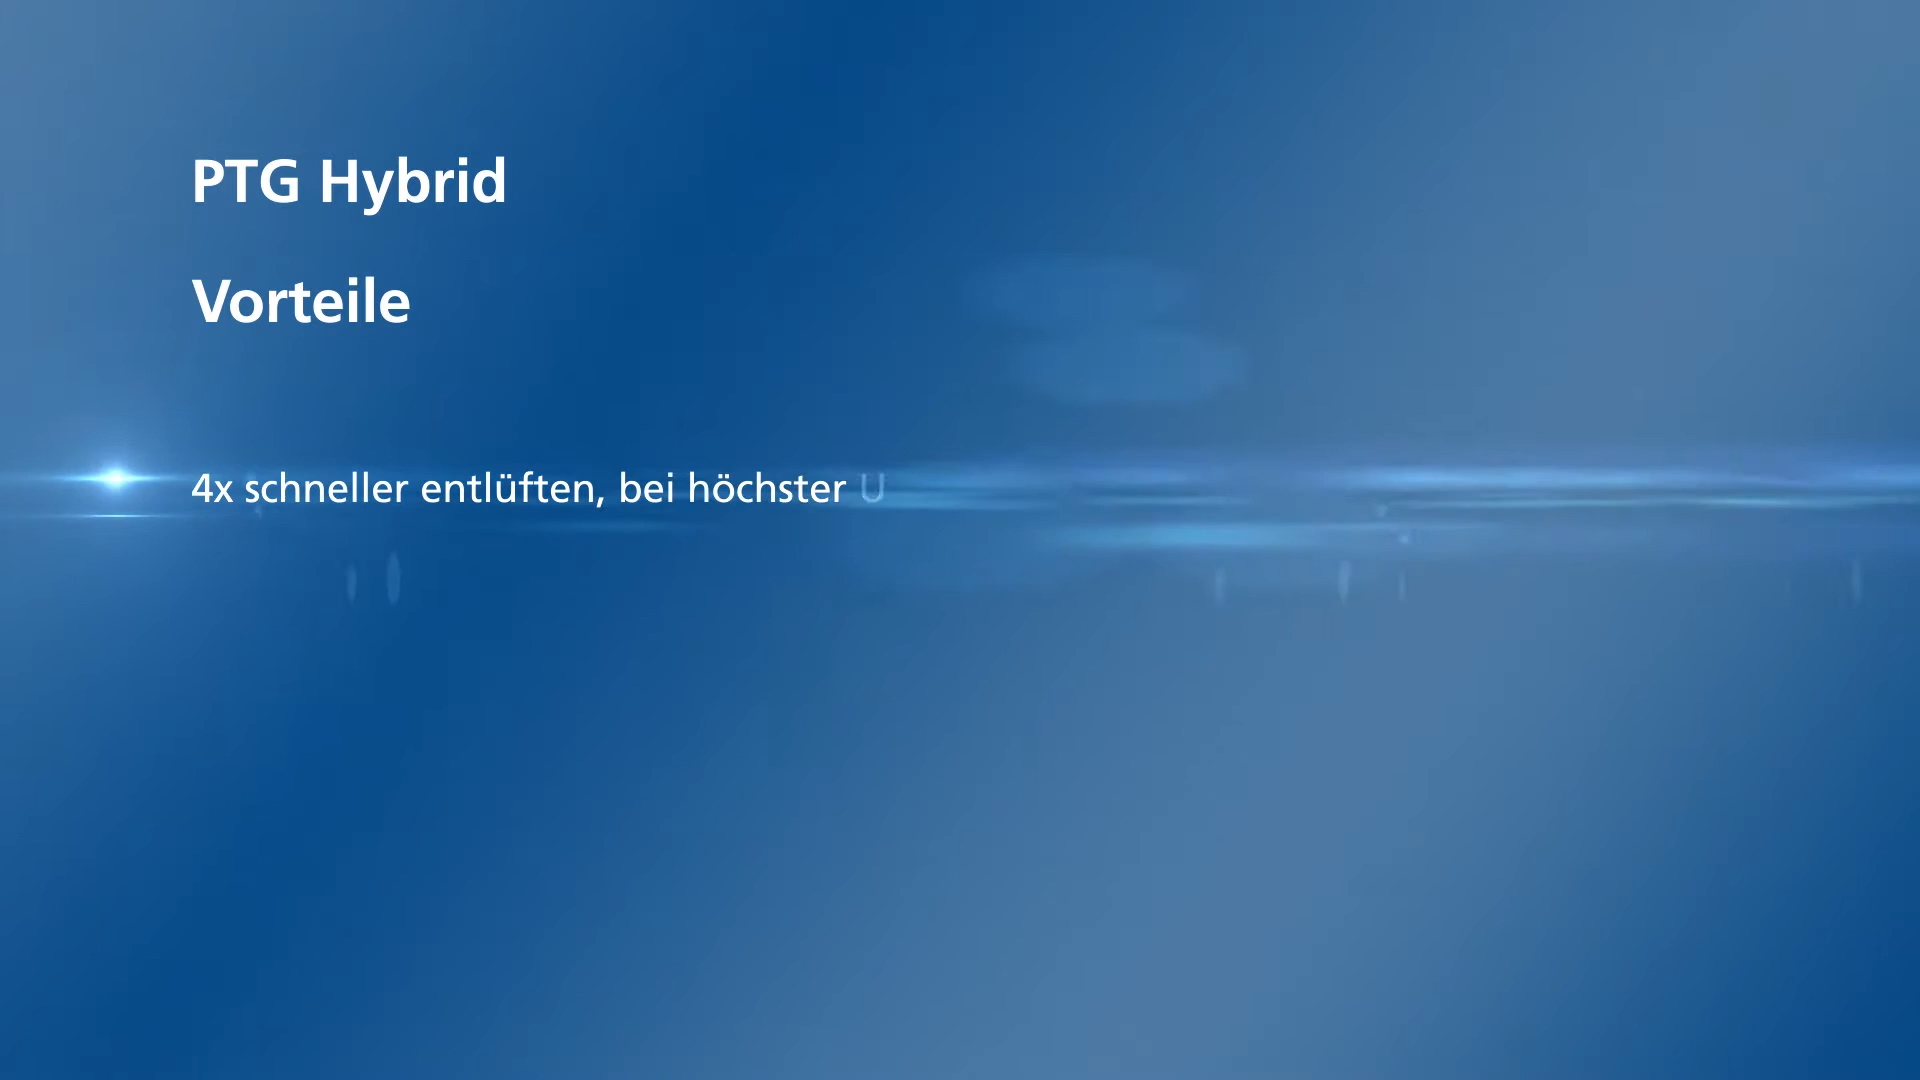 PTG Hybrid
Vorteile
4x schneller entlüften, bei höchster U